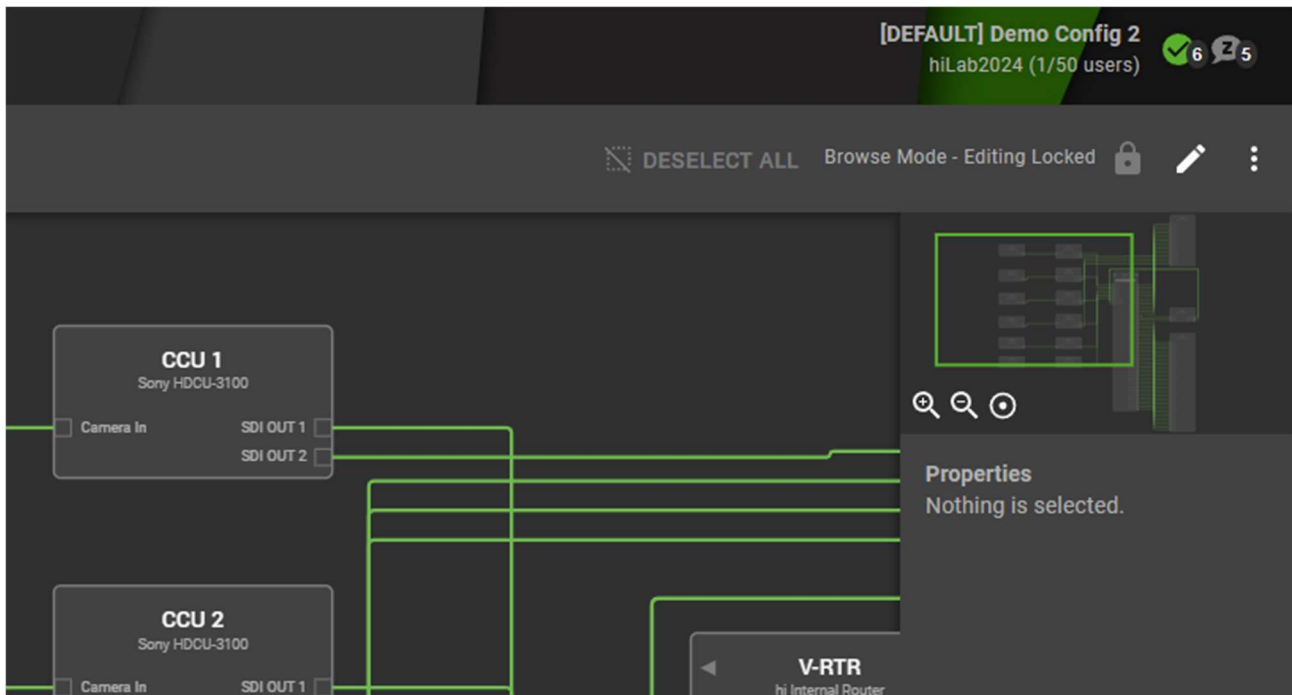 [DEFAULT] Demo Config 2
hiLab2024 (1/50 users)
6
Z
5
DESELECT ALL
Browse Mode - Editing Locked
CCU 1
Sony HDCU-3100
Camera In
SDI OUT 1
SDI OUT 2
Properties
Nothing is selected.
CCU 2
Sony HDCU-3100
Camera In
SDI OUT 1
V-RTR
hi Internal Router